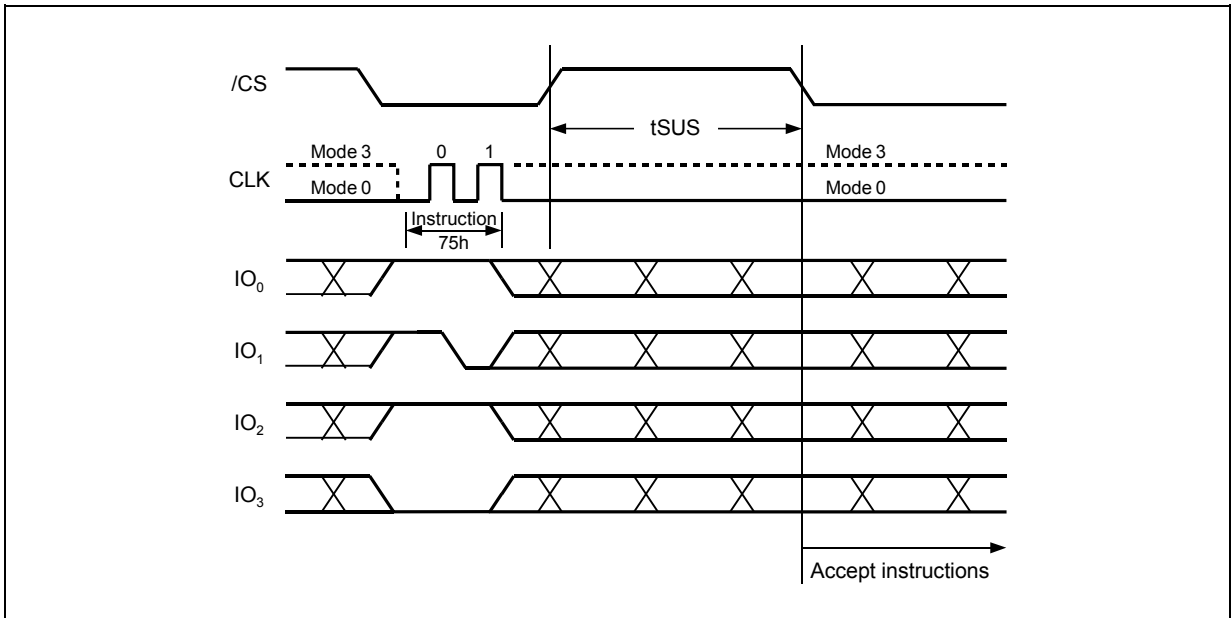 /CS
tSUS
Mode 3 0 1 Mode 3
CLK
Mode 0 Mode 0
Instruction
75h
IO₀
IO₁
IO₂
IO₃
Accept instructions